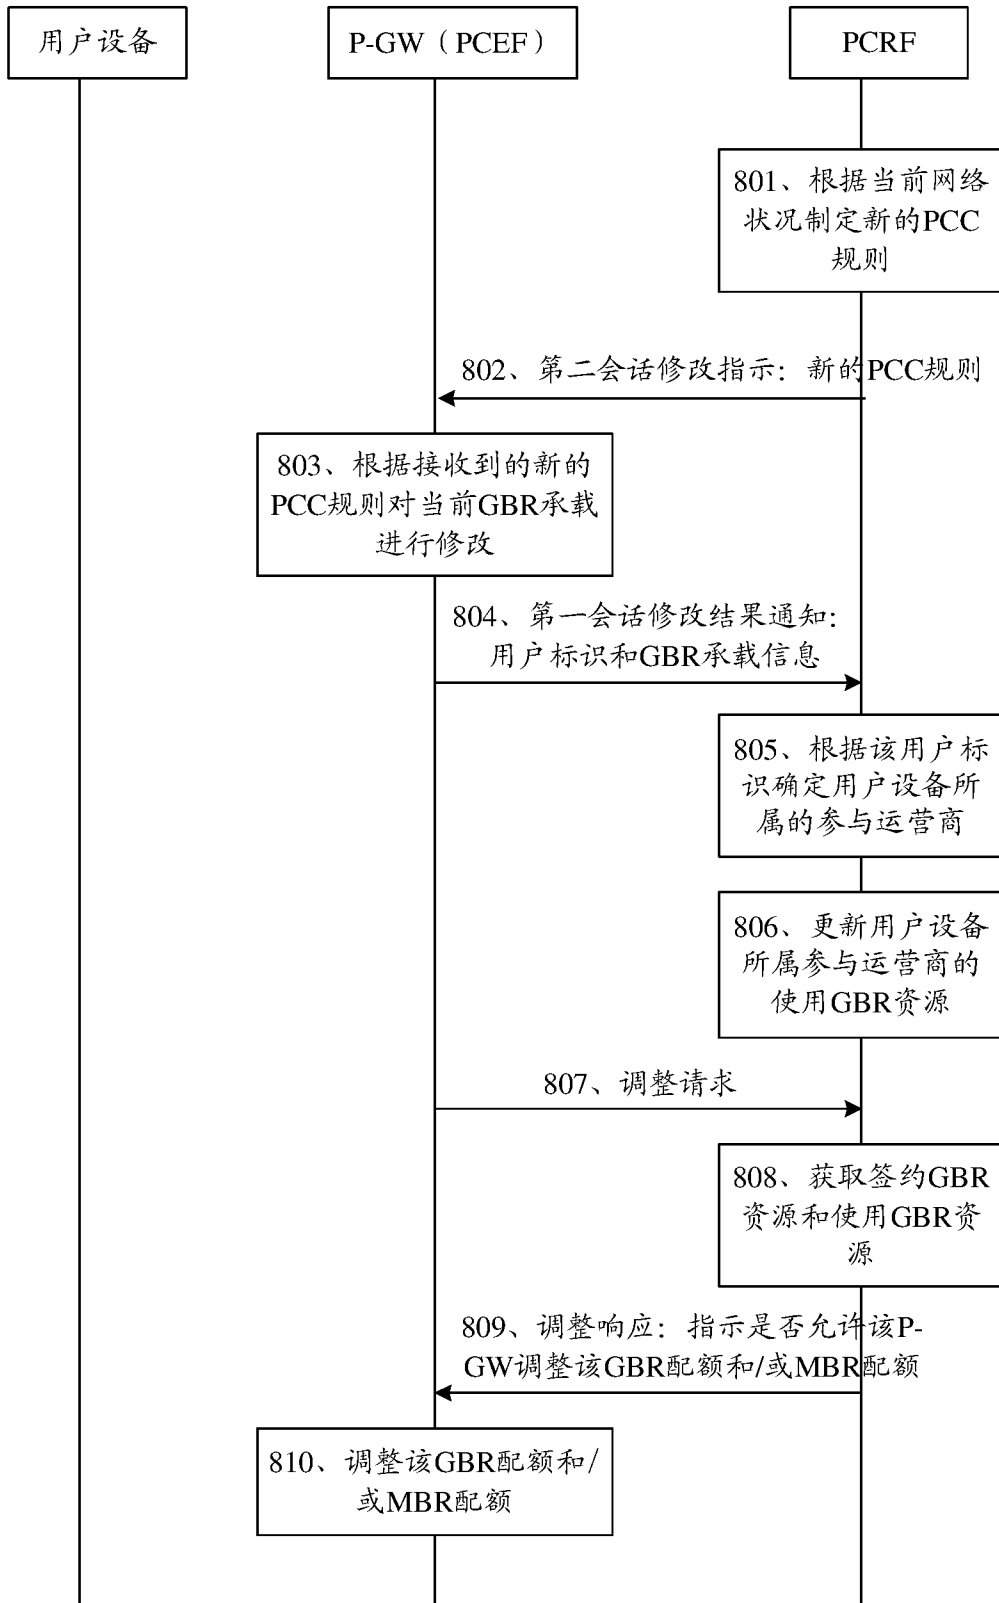 用户设备
P-GW（PCEF）
PCRF
801、根据当前网络
状况制定新的PCC
规则
802、第二会话修改指示：新的PCC规则
803、根据接收到的新的
PCC规则对当前GBR承载
进行修改
804、第一会话修改结果通知：
用户标识和GBR承载信息
805、根据该用户标
识确定用户设备所
属的参与运营商
806、更新用户设备
所属参与运营商的
使用GBR资源
807、调整请求
808、获取签约GBR
资源和使用GBR资
源
809、调整响应：指示是否允许该P-
GW调整该GBR配额和/或MBR配额
810、调整该GBR配额和/
或MBR配额